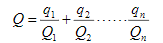 Q = q₁/Q₁ + q₂/Q₂ ........ qₙ/Qₙ